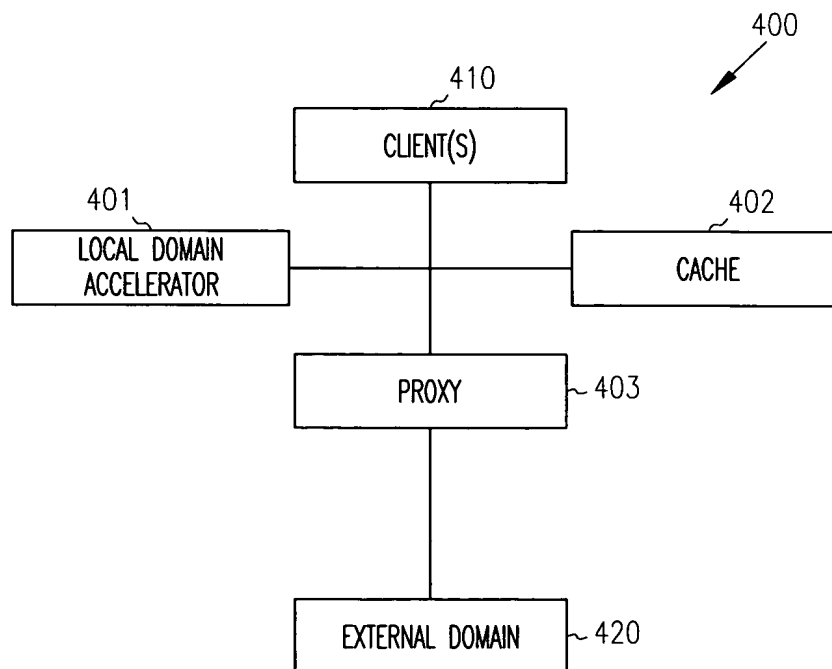 400
410
CLIENT(S)
401
LOCAL DOMAIN
ACCELERATOR
402
CACHE
PROXY
403
EXTERNAL DOMAIN
420